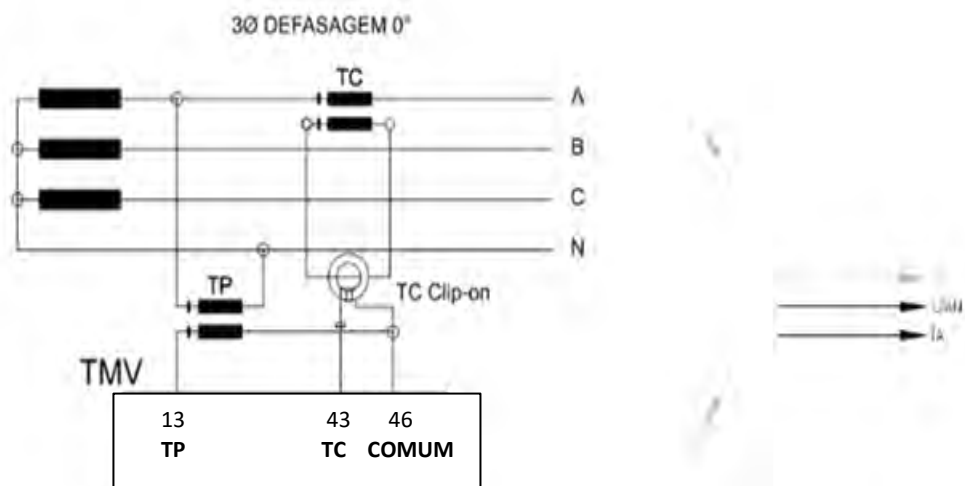 3Ø DEFASAGEM 0°
TC
A
B
C
N
TP
TC Clip-on
TMV
13 43 46
TP TC COMUM